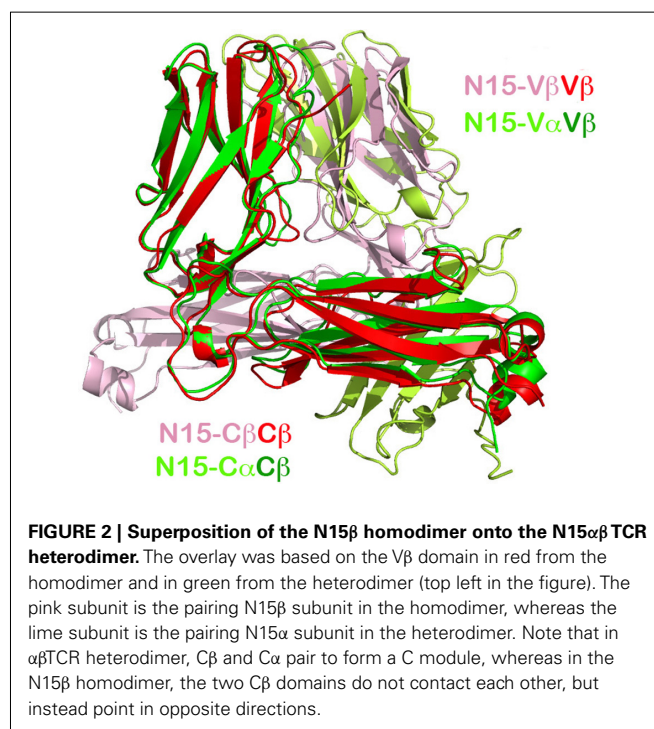 N15-VβVβ
N15-VαVβ
N15-CβCβ
N15-CαCβ
FIGURE 2 | Superposition of the N15β homodimer onto the N15αβ TCR
heterodimer. The overlay was based on the Vβ domain in red from the
homodimer and in green from the heterodimer (top left in the figure). The
pink subunit is the pairing N15β subunit in the homodimer, whereas the
lime subunit is the pairing N15α subunit in the heterodimer. Note that in
αβTCR heterodimer, Cβ and Cα pair to form a C module, whereas in the
N15β homodimer, the two Cβ domains do not contact each other, but
instead point in opposite directions.